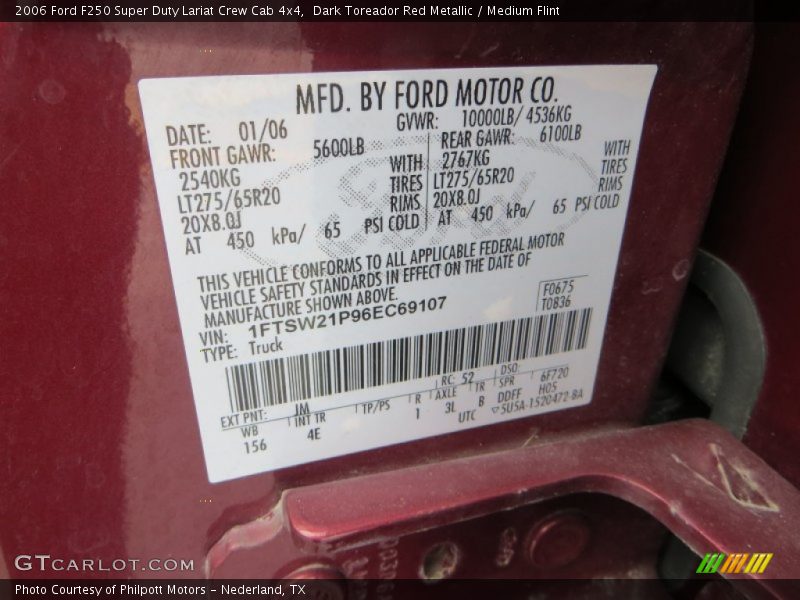 2006 Ford F250 Super Duty Lariat Crew Cab 4x4,  Dark Toreador Red Metallic / Medium Flint
MFD. BY FORD MOTOR CO.
DATE: 01/06 GVWR: 10000LB/ 4536KG
FRONT GAWR: 5600LB REAR GAWR: 6100LB
2540KG WITH 2767KG WITH
LT275/65R20 TIRES LT275/65R20 TIRES
20X8.0J RIMS 20X8.0J RIMS
AT 450 kPa/ 65 PSI COLD AT 450 kPa/ 65 PSI COLD
THIS VEHICLE CONFORMS TO ALL APPLICABLE FEDERAL MOTOR
VEHICLE SAFETY STANDARDS IN EFFECT ON THE DATE OF
MANUFACTURE SHOWN ABOVE.
F0675
T0836
VIN: 1FTSW21P96EC69107
TYPE: Truck
EXT PNT: JM RC: 52 DSO:
WB INT TR TP/PS R AXLE TR SPR 6F720
156 4E 1 3L B DDFF H05
UTC ▽5U5A-1520472-BA
GTCARLOT.COM
Photo Courtesy of Philpott Motors – Nederland, TX